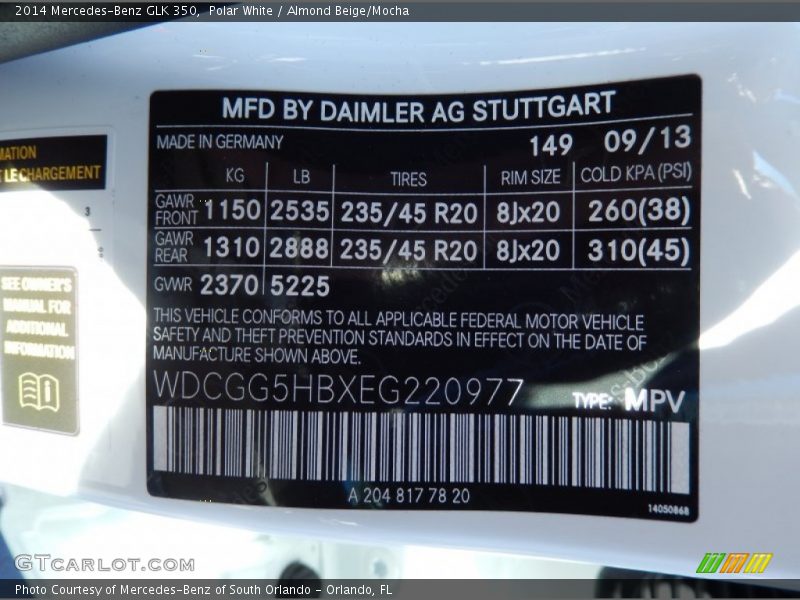 2014 Mercedes-Benz GLK 350, Polar White / Almond Beige/Mocha
MFD BY DAIMLER AG STUTTGART
MADE IN GERMANY 149 09/13
KG LB TIRES RIM SIZE COLD KPA (PSI)
GAWR FRONT 1150 2535 235/45 R20 8Jx20 260(38)
GAWR REAR 1310 2888 235/45 R20 8Jx20 310(45)
GWR 2370 5225
THIS VEHICLE CONFORMS TO ALL APPLICABLE FEDERAL MOTOR VEHICLE
SAFETY AND THEFT PREVENTION STANDARDS IN EFFECT ON THE DATE OF
MANUFACTURE SHOWN ABOVE.
WDCGG5HBXEG220977 TYPE: MPV
A 204 817 78 20
14050868
MATION
LE CHARGEMENT
3
SEE OWNER'S
MANUAL FOR
ADDITIONAL
INFORMATION
GTcarlot.com
Photo Courtesy of Mercedes-Benz of South Orlando - Orlando, FL